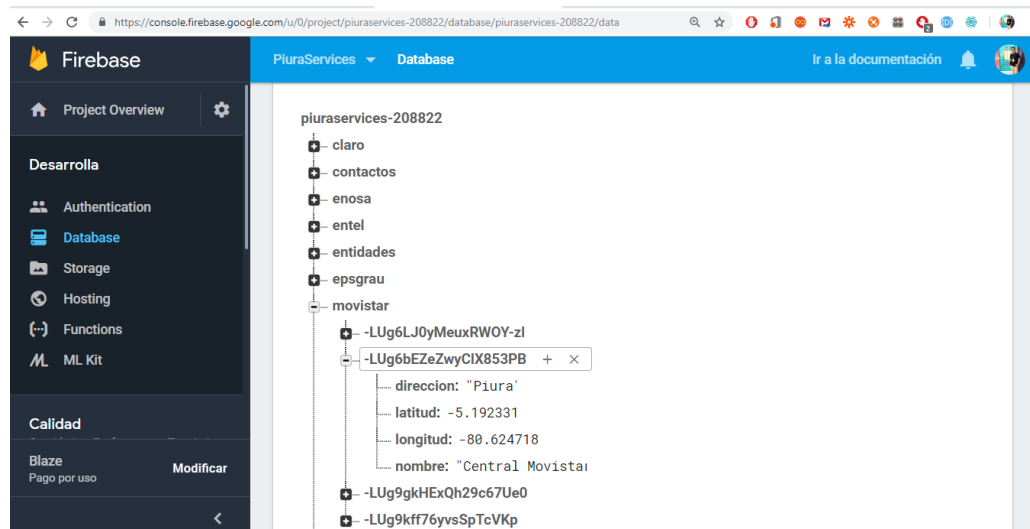 https://console.firebase.google.com/u/0/project/piuraservices-208822/database/piuraservices-208822/data
2
Firebase
PiuraServices
Database
Ir a la documentación
Project Overview
Desarrolla
Authentication
Database
Storage
Hosting
Functions
ML Kit
Calidad
Blaze
Pago por uso
Modificar
piuraservices-208822
claro
contactos
enosa
entel
entidades
epsgrau
movistar
-LUg6LJ0yMeuxRWOY-zl
-LUg6bEZeZwyClX853PB
direccion: "Piura'
latitud: -5.192331
longitud: -80.624718
nombre: "Central Movistar
-LUg9gkHExQh29c67Ue0
-LUg9kff76yvsSpTcVKp